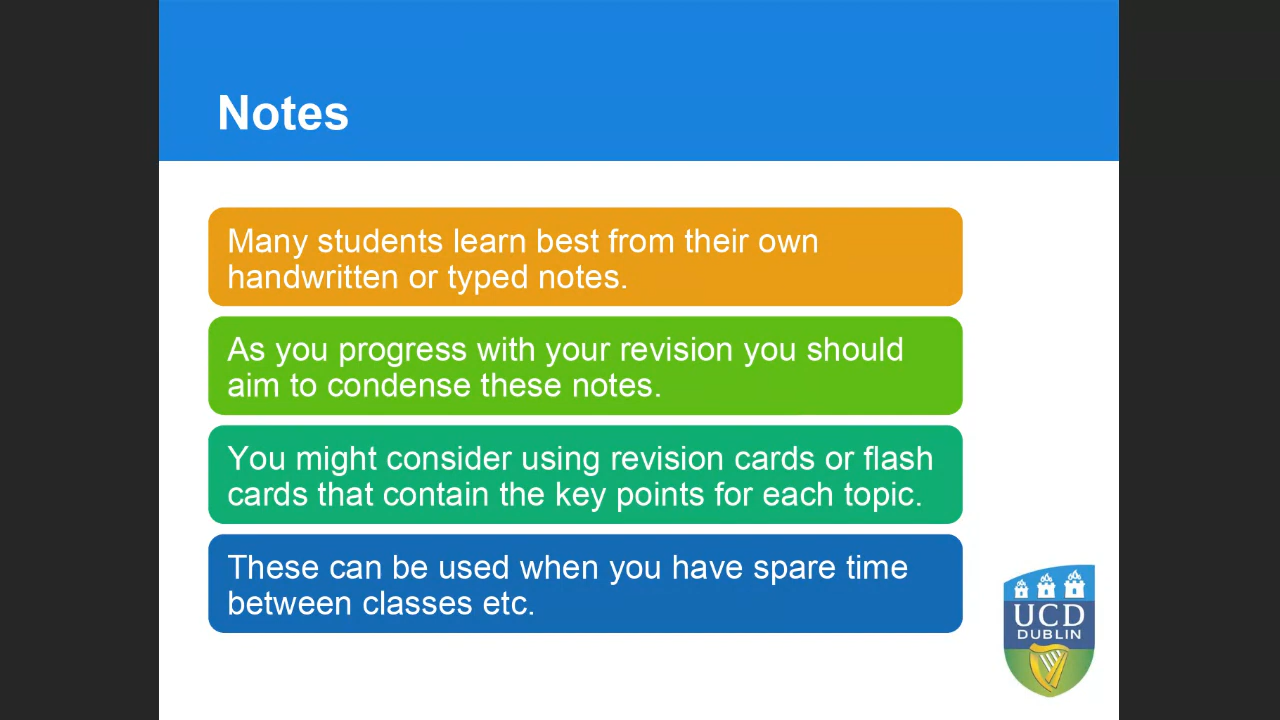 Notes
Many students learn best from their own
handwritten or typed notes.
As you progress with your revision you should
aim to condense these notes.
You might consider using revision cards or flash
cards that contain the key points for each topic.
These can be used when you have spare time
between classes etc.
UCD
DUBLIN